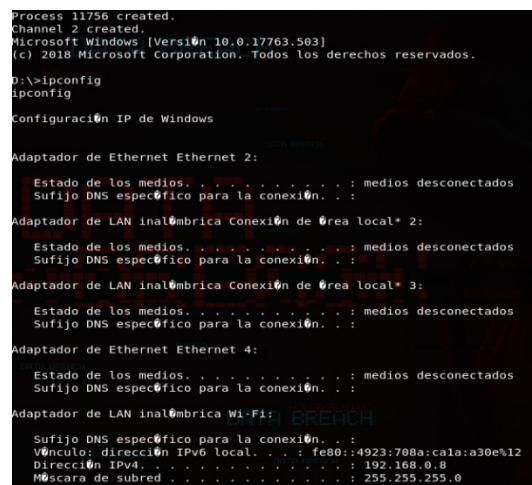 Process 11756 created.
Channel 2 created.
Microsoft Windows [Versi�n 10.0.17763.503]
(c) 2018 Microsoft Corporation. Todos los derechos reservados.
D:\>ipconfig
ipconfig
Configuraci�n IP de Windows
Adaptador de Ethernet Ethernet 2:
Estado de los medios. . . . . . . . . . . : medios desconectados
Sufijo DNS espec�fico para la conexi�n. . :
Adaptador de LAN inal�mbrica Conexi�n de �rea local* 2:
Estado de los medios. . . . . . . . . . . : medios desconectados
Sufijo DNS espec�fico para la conexi�n. . :
Adaptador de LAN inal�mbrica Conexi�n de �rea local* 3:
Estado de los medios. . . . . . . . . . . : medios desconectados
Sufijo DNS espec�fico para la conexi�n. . :
Adaptador de Ethernet Ethernet 4:
Estado de los medios. . . . . . . . . . . : medios desconectados
Sufijo DNS espec�fico para la conexi�n. . :
Adaptador de LAN inal�mbrica Wi-Fi:
DATA BREACH
Sufijo DNS espec�fico para la conexi�n. . :
V�nculo: direcci�n IPv6 local. . . : fe80::4923:708a:ca1a:a30e%12
Direcci�n IPv4. . . . . . . . . . . . . . : 192.168.0.8
M�scara de subred . . . . . . . . . . . . : 255.255.255.0